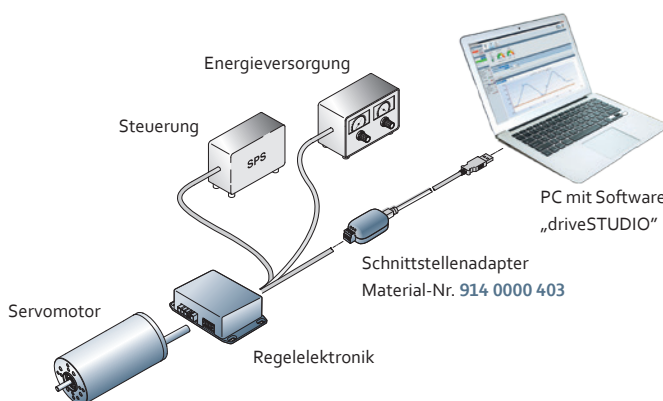 Energieversorgung
Steuerung
SPS
PC mit Software
„driveSTUDIO“
Schnittstellenadapter
Material-Nr. 914 0000 403
Servomotor
Regelelektronik